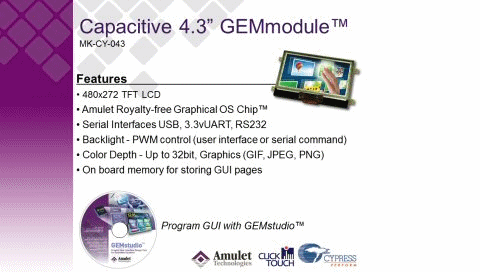 Capacitive 4.3” GEMmodule™
MK-CY-043
Features
• 480x272 TFT LCD
• Amulet Royalty-free Graphical OS Chip™
• Serial Interfaces USB, 3.3vUART, RS232
• Backlight - PWM control (user interface or serial command)
• Color Depth - Up to 32bit, Graphics (GIF, JPEG, PNG)
• On board memory for storing GUI pages
GEMstudio™
Program GUI with GEMstudio™
Amulet
Technologies
CLICK
TOUCH
CYPRESS
PERFORM